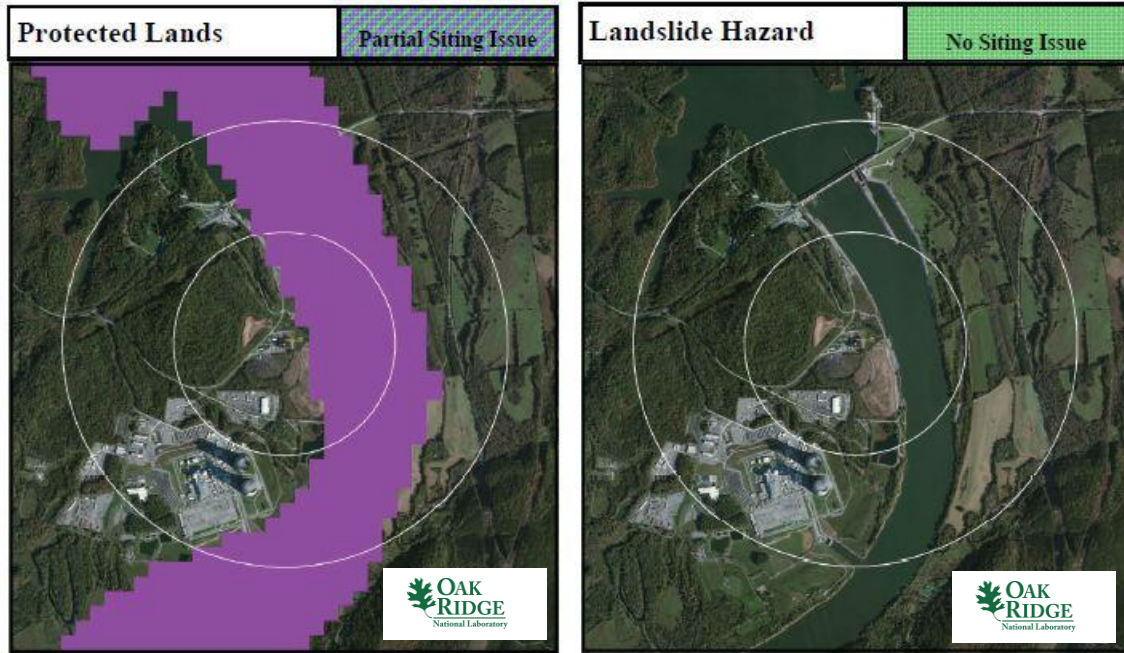 Protected Lands
Partial Siting Issue
Landslide Hazard
No Siting Issue
OAK
RIDGE
National Laboratory
OAK
RIDGE
National Laboratory